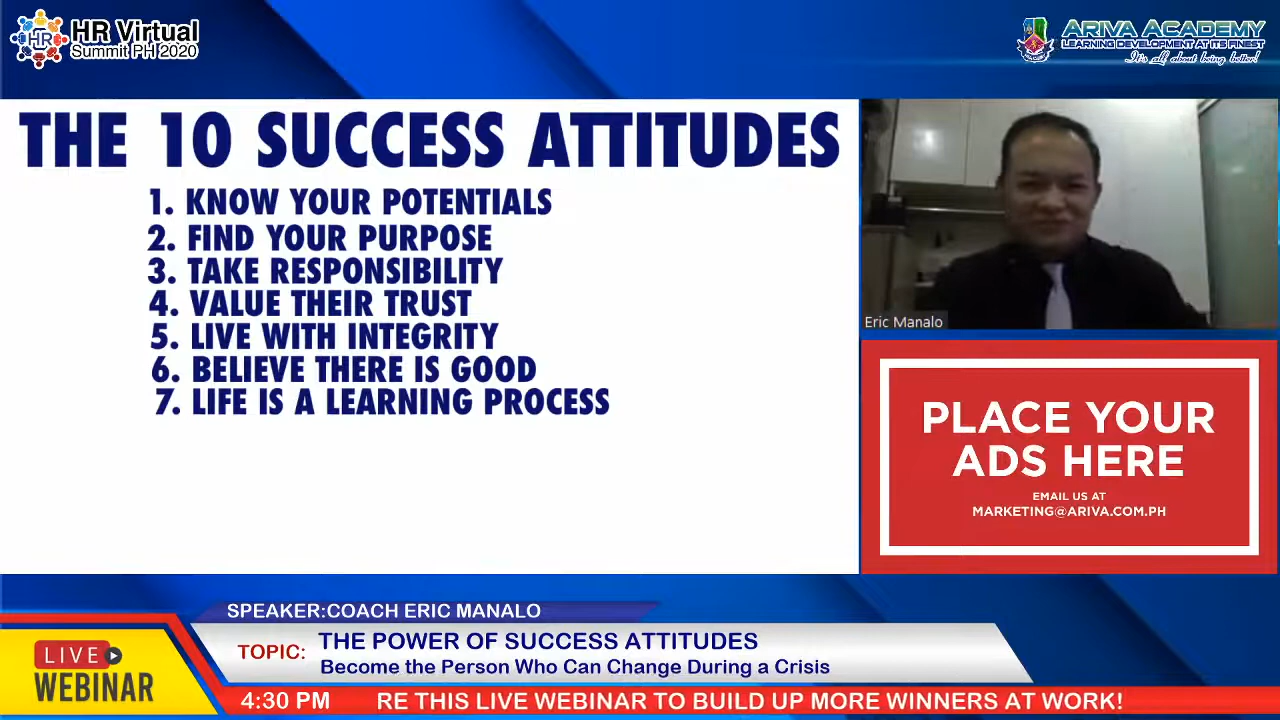 HR
HR Virtual
Summit PH 2020
ARIVA ACADEMY
LEARNING DEVELOPMENT AT ITS FINEST
It's all about being better!
THE 10 SUCCESS ATTITUDES
1. KNOW YOUR POTENTIALS
2. FIND YOUR PURPOSE
3. TAKE RESPONSIBILITY
4. VALUE THEIR TRUST
5. LIVE WITH INTEGRITY
6. BELIEVE THERE IS GOOD
7. LIFE IS A LEARNING PROCESS
Eric Manalo
PLACE YOUR
ADS HERE
EMAIL US AT
MARKETING@ARIVA.COM.PH
SPEAKER:COACH ERIC MANALO
TOPIC: THE POWER OF SUCCESS ATTITUDES
Become the Person Who Can Change During a Crisis
LIVE
WEBINAR
4:30 PM RE THIS LIVE WEBINAR TO BUILD UP MORE WINNERS AT WORK!